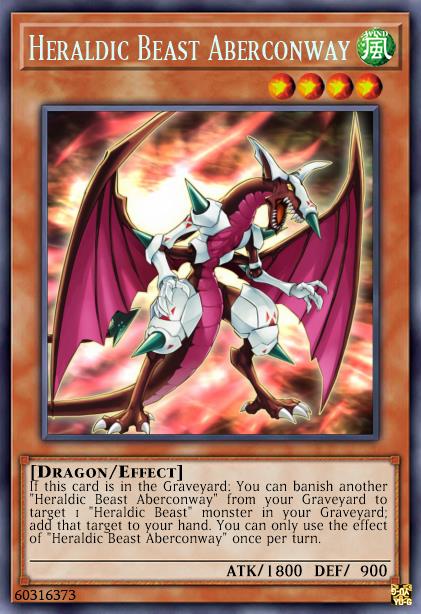 Heraldic Beast Aberconway
WIND
風
[Dragon/Effect]
If this card is in the Graveyard: You can banish another
"Heraldic Beast Aberconway" from your Graveyard to
target 1 "Heraldic Beast" monster in your Graveyard;
add that target to your hand. You can only use the effect
of "Heraldic Beast Aberconway" once per turn.
ATK/1800 DEF/ 900
60316373